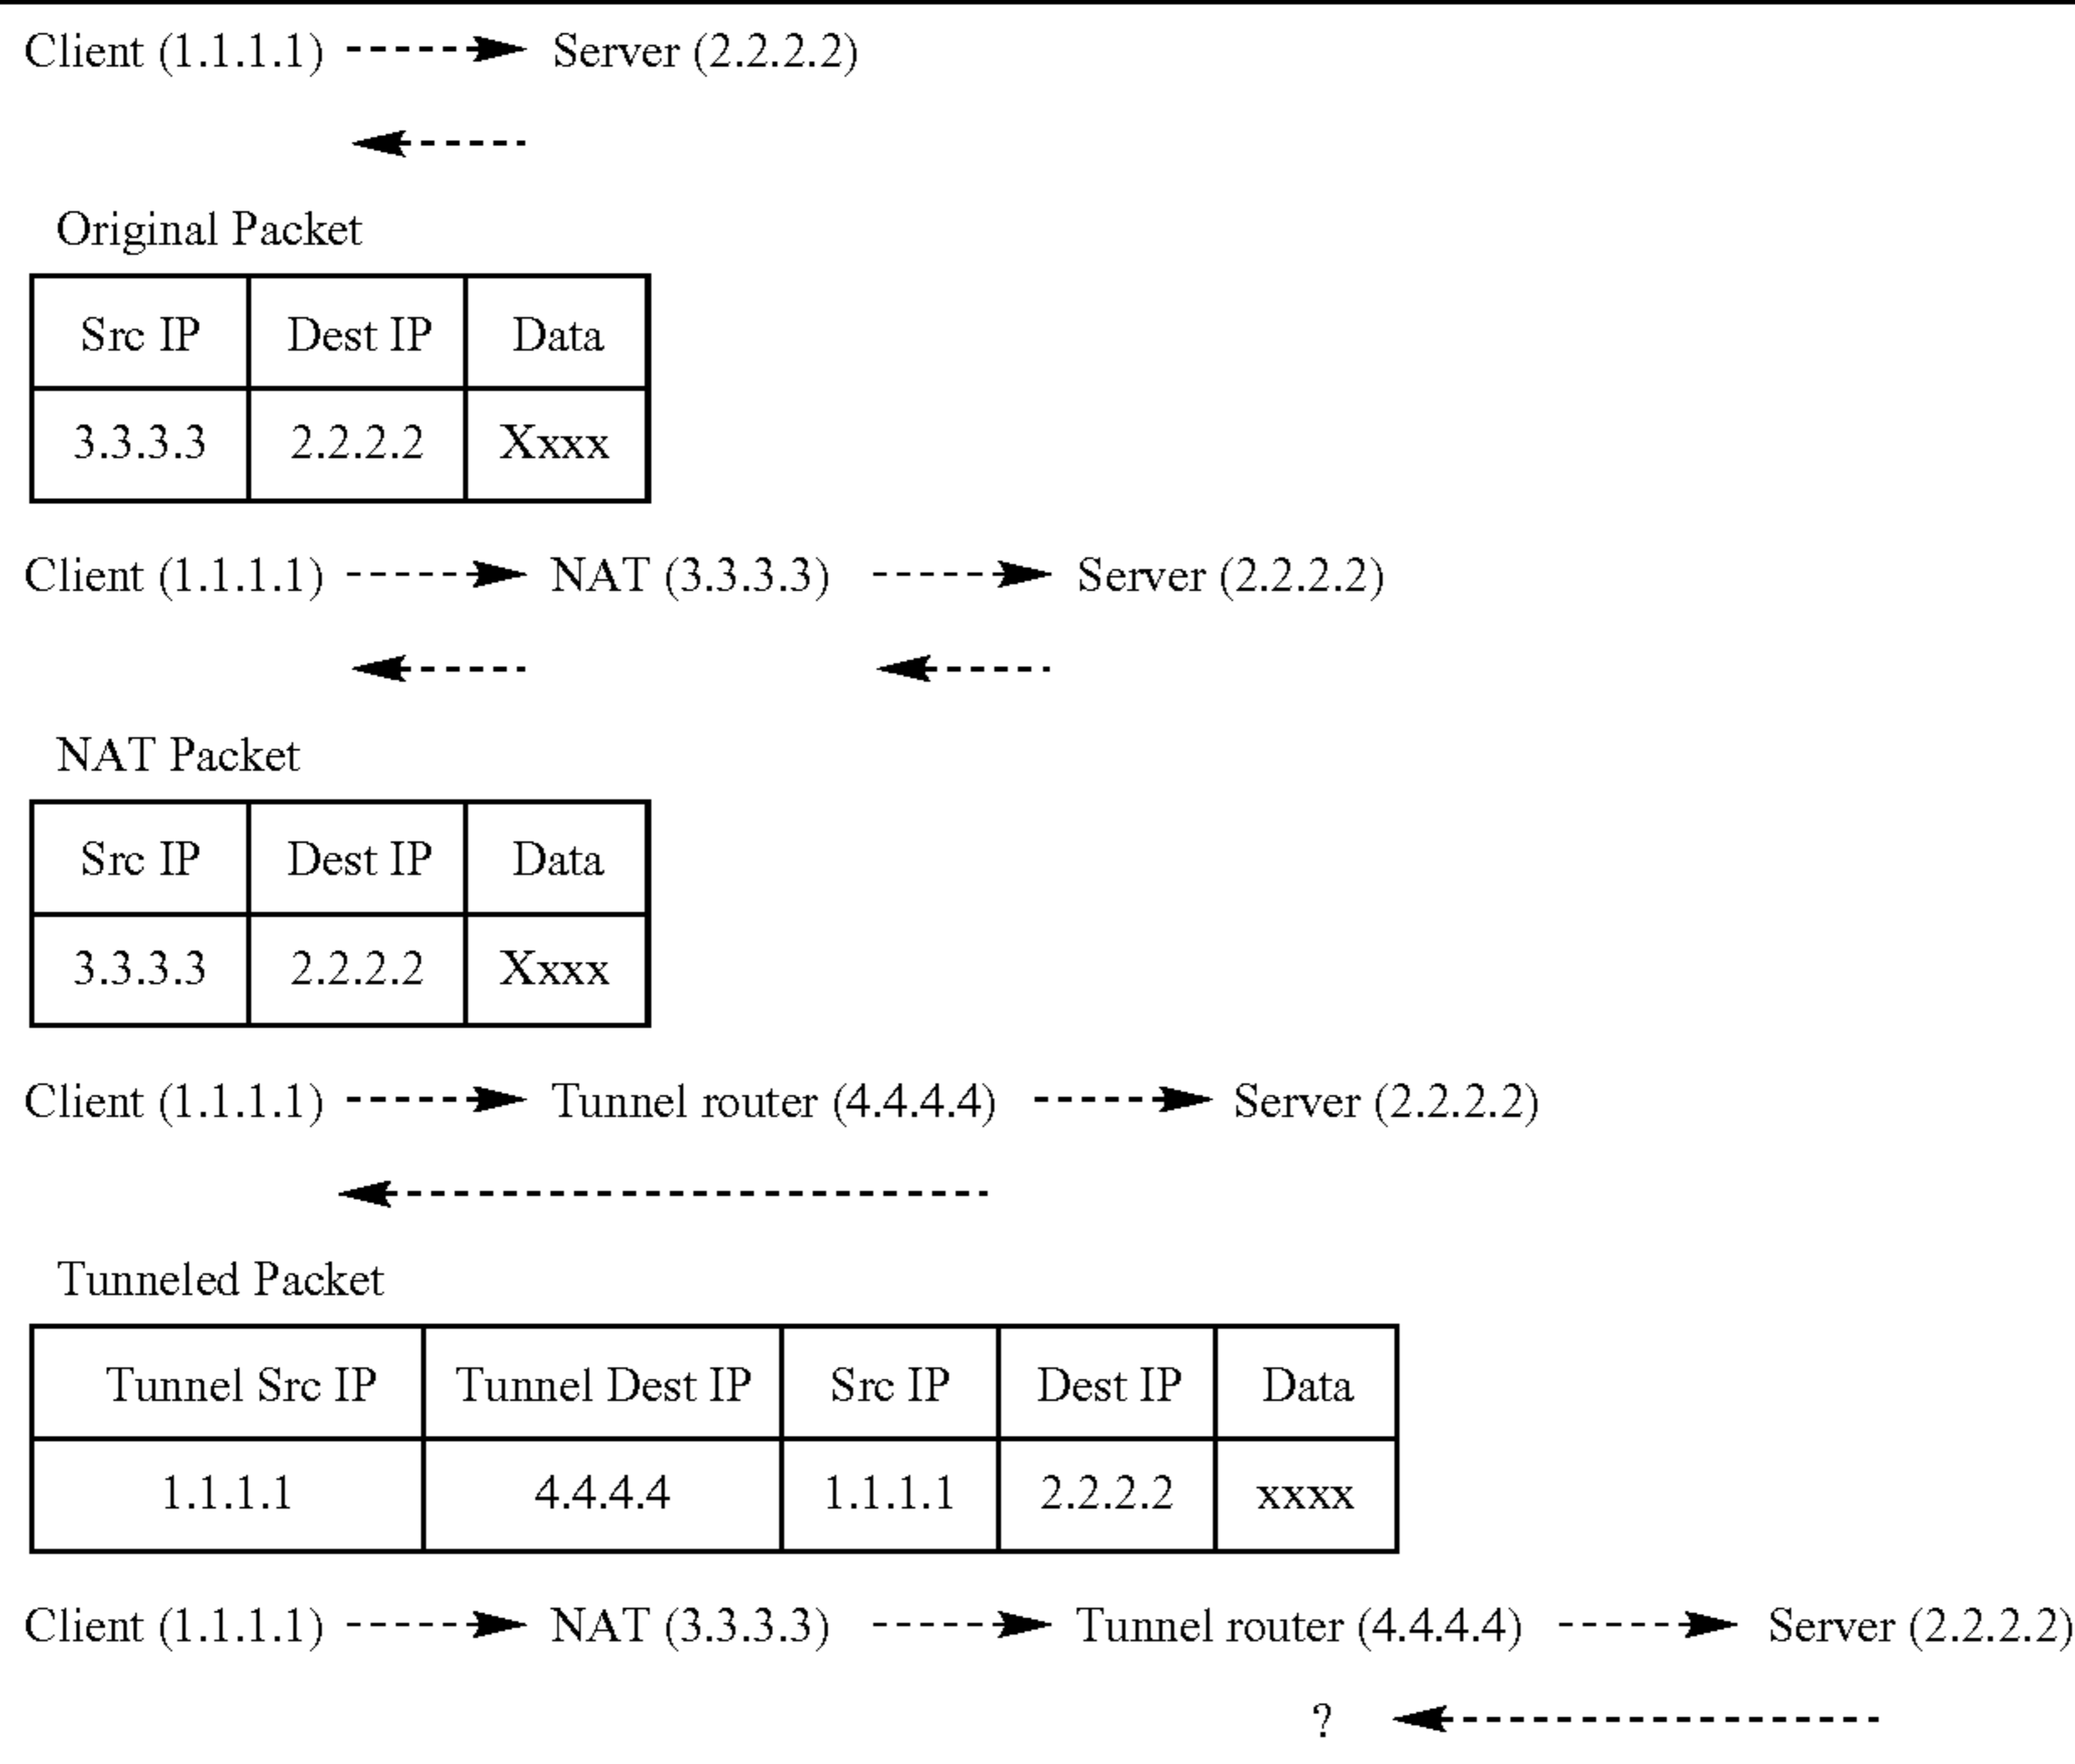 Client (1.1.1.1) Server (2.2.2.2)
Original Packet
Src IP Dest IP Data
3.3.3.3 2.2.2.2 Xxxx
Client (1.1.1.1) NAT (3.3.3.3) Server (2.2.2.2)
NAT Packet
Src IP Dest IP Data
3.3.3.3 2.2.2.2 Xxxx
Client (1.1.1.1) Tunnel router (4.4.4.4) Server (2.2.2.2)
Tunneled Packet
Tunnel Src IP Tunnel Dest IP Src IP Dest IP Data
1.1.1.1 4.4.4.4 1.1.1.1 2.2.2.2 xxxx
Client (1.1.1.1) NAT (3.3.3.3) Tunnel router (4.4.4.4) Server (2.2.2.2)
?